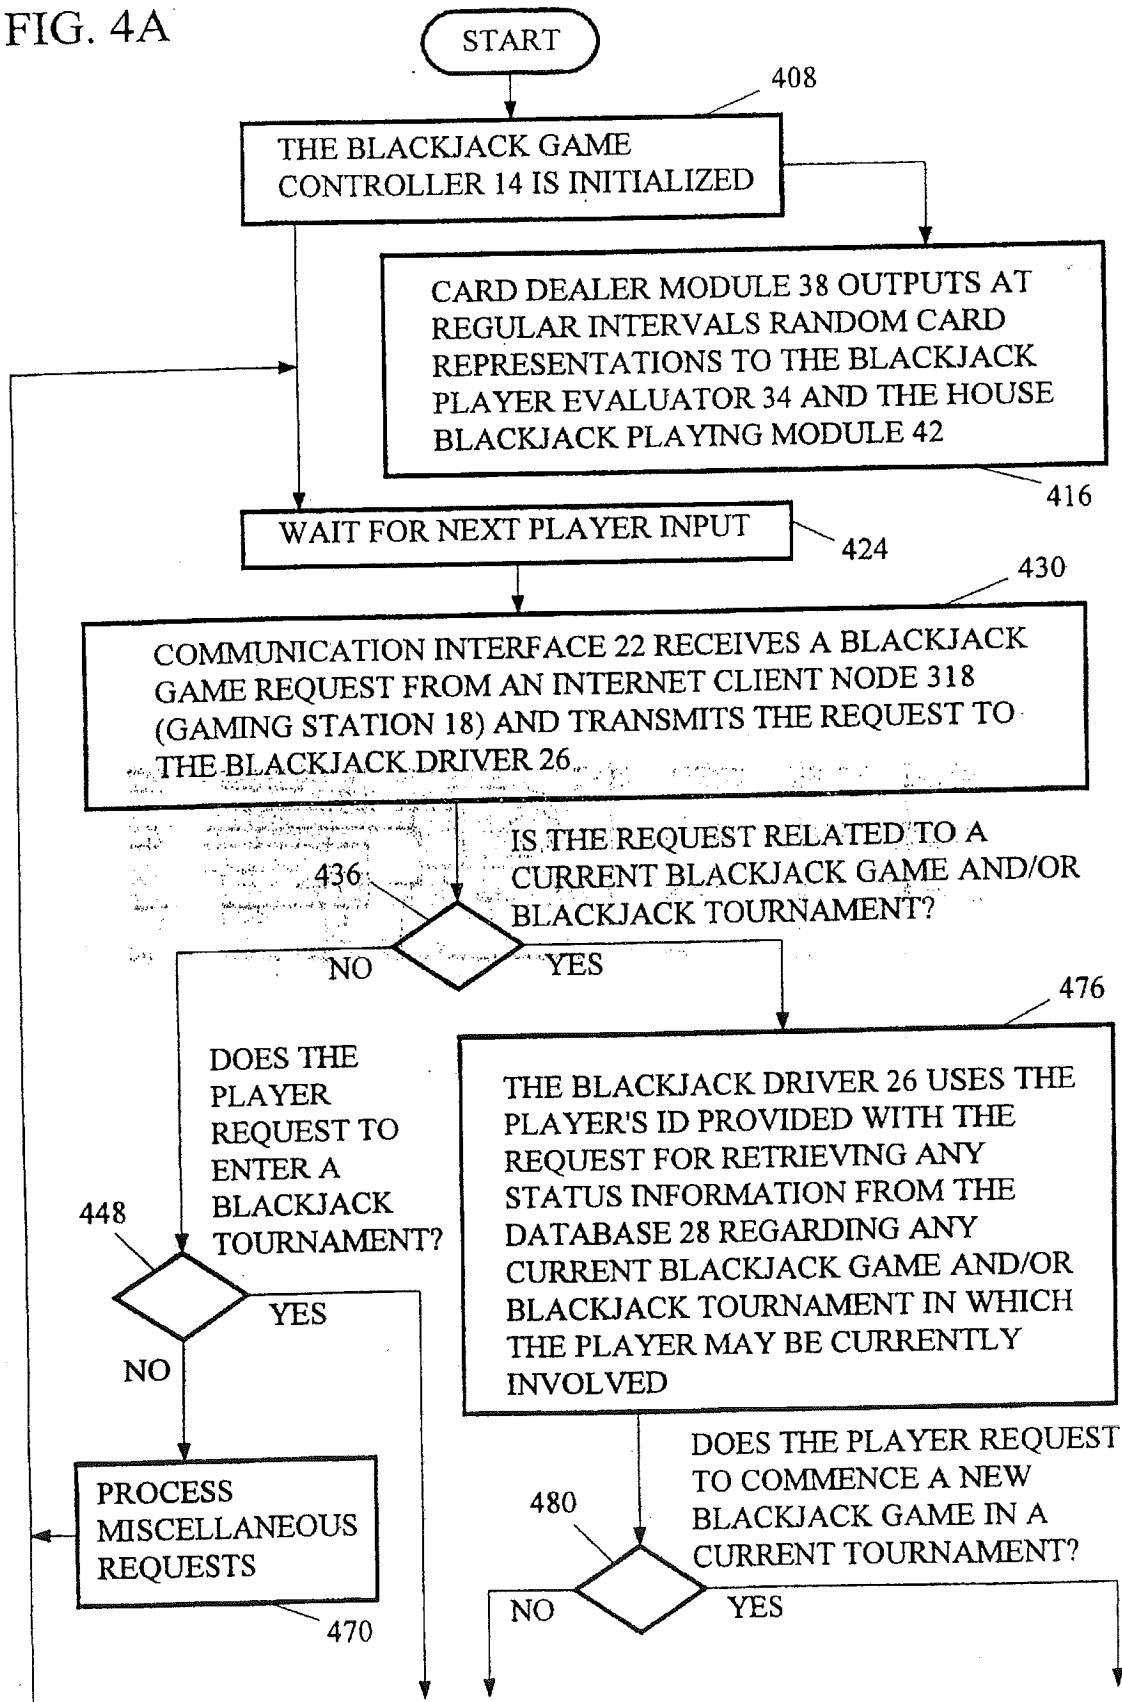 FIG. 4A
START
408
THE BLACKJACK GAME
CONTROLLER 14 IS INITIALIZED
CARD DEALER MODULE 38 OUTPUTS AT
REGULAR INTERVALS RANDOM CARD
REPRESENTATIONS TO THE BLACKJACK
PLAYER EVALUATOR 34 AND THE HOUSE
BLACKJACK PLAYING MODULE 42
416
WAIT FOR NEXT PLAYER INPUT
424
430
COMMUNICATION INTERFACE 22 RECEIVES A BLACKJACK
GAME REQUEST FROM AN INTERNET CLIENT NODE 318
(GAMING STATION 18) AND TRANSMITS THE REQUEST TO
THE BLACKJACK DRIVER 26
IS THE REQUEST RELATED TO A
CURRENT BLACKJACK GAME AND/OR
BLACKJACK TOURNAMENT?
436
NO
YES
476
DOES THE
PLAYER
REQUEST TO
ENTER A
BLACKJACK
TOURNAMENT?
448
YES
NO
THE BLACKJACK DRIVER 26 USES THE
PLAYER'S ID PROVIDED WITH THE
REQUEST FOR RETRIEVING ANY
STATUS INFORMATION FROM THE
DATABASE 28 REGARDING ANY
CURRENT BLACKJACK GAME AND/OR
BLACKJACK TOURNAMENT IN WHICH
THE PLAYER MAY BE CURRENTLY
INVOLVED
PROCESS
MISCELLANEOUS
REQUESTS
470
DOES THE PLAYER REQUEST
TO COMMENCE A NEW
BLACKJACK GAME IN A
CURRENT TOURNAMENT?
480
NO
YES